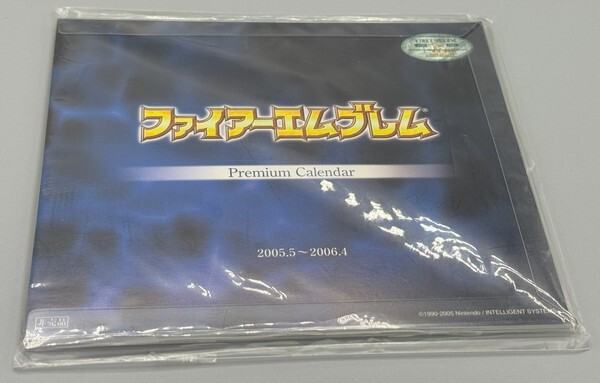 ファイアーエムブレム
Premium Calendar
2005.5～2006.4
©1990-2005 Nintendo / INTELLIGENT SYSTEMS